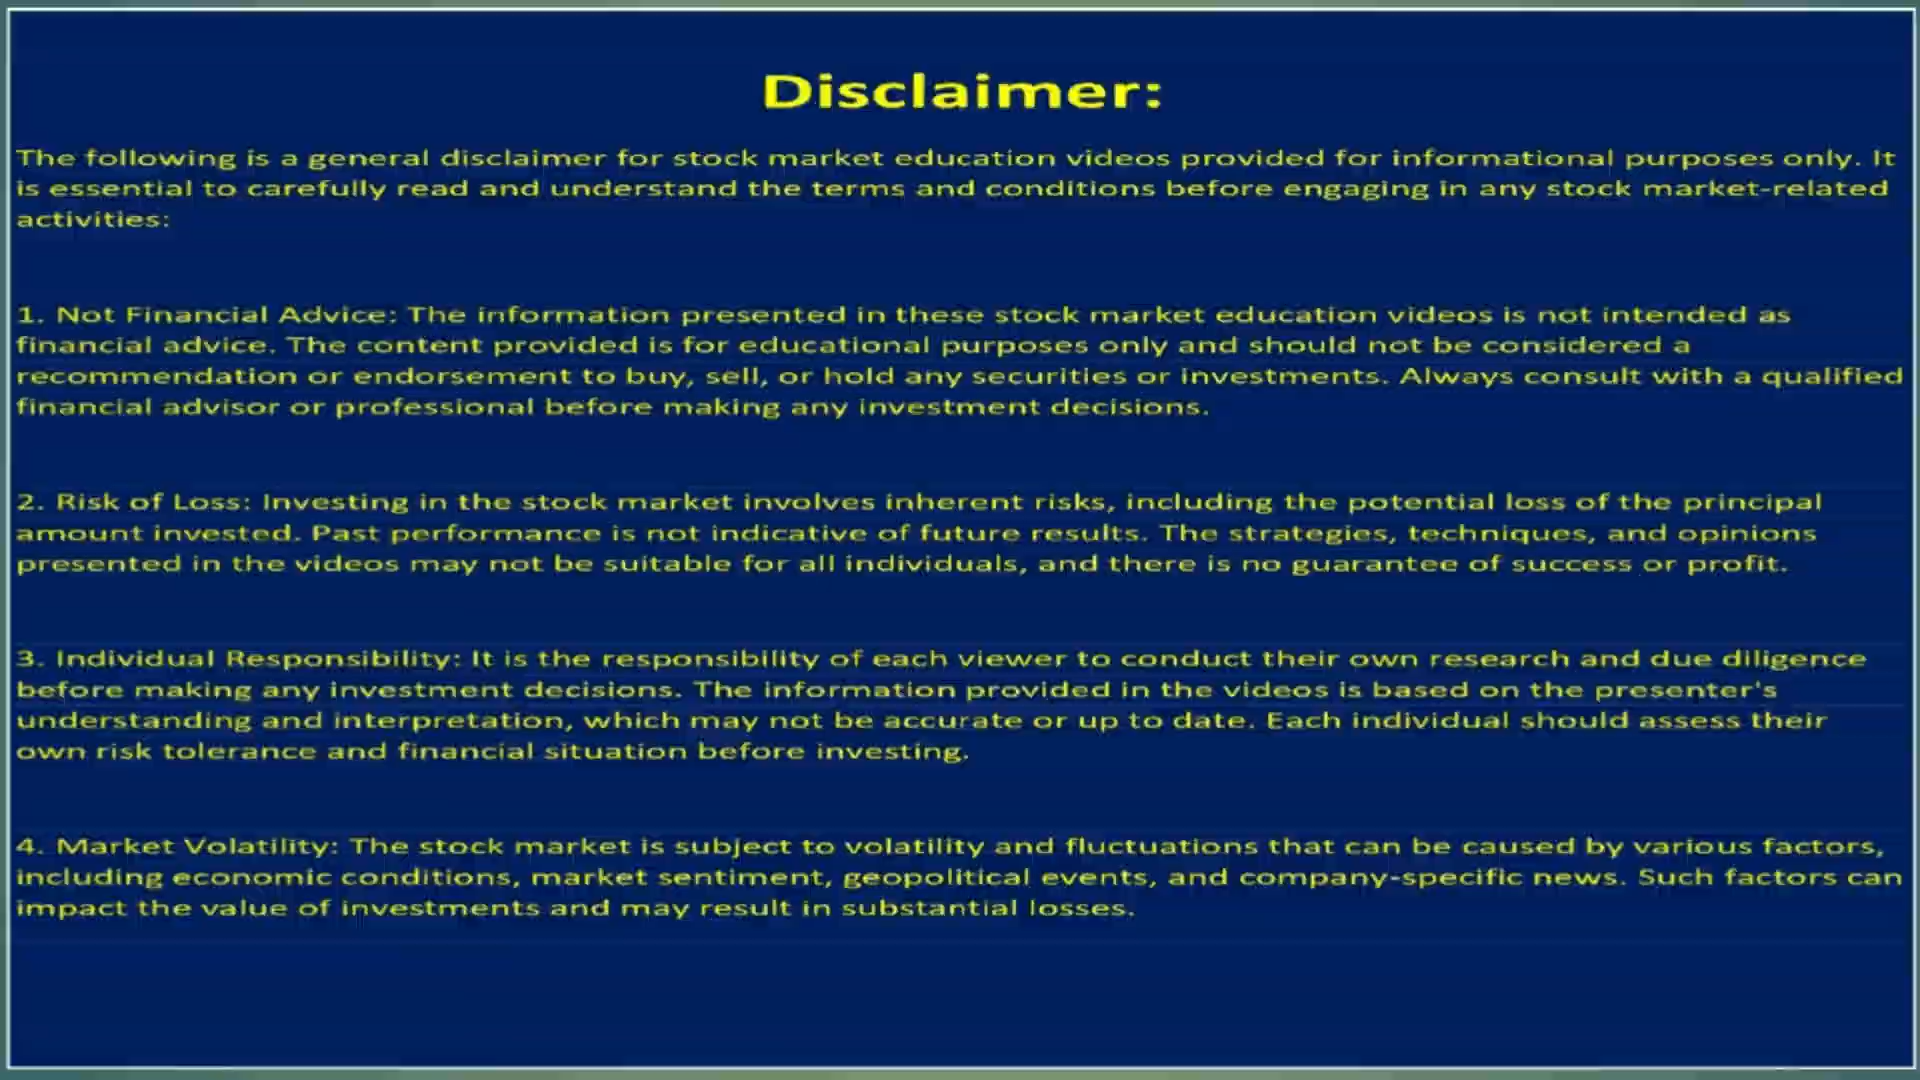 Disclaimer:
The following is a general disclaimer for stock market education videos provided for informational purposes only. It
is essential to carefully read and understand the terms and conditions before engaging in any stock market-related
activities:
1. Not Financial Advice: The information presented in these stock market education videos is not intended as
financial advice. The content provided is for educational purposes only and should not be considered a
recommendation or endorsement to buy, sell, or hold any securities or investments. Always consult with a qualified
financial advisor or professional before making any investment decisions.
2. Risk of Loss: Investing in the stock market involves inherent risks, including the potential loss of the principal
amount invested. Past performance is not indicative of future results. The strategies, techniques, and opinions
presented in the videos may not be suitable for all individuals, and there is no guarantee of success or profit.
3. Individual Responsibility: It is the responsibility of each viewer to conduct their own research and due diligence
before making any investment decisions. The information provided in the videos is based on the presenter's
understanding and interpretation, which may not be accurate or up to date. Each individual should assess their
own risk tolerance and financial situation before investing.
4. Market Volatility: The stock market is subject to volatility and fluctuations that can be caused by various factors,
including economic conditions, market sentiment, geopolitical events, and company-specific news. Such factors can
impact the value of investments and may result in substantial losses.